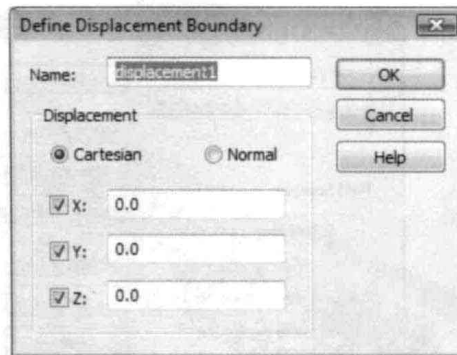 Define Displacement Boundary
Name: displacement1
OK
Displacement
Cancel
Cartesian Normal
Help
X: 0.0
Y: 0.0
Z: 0.0